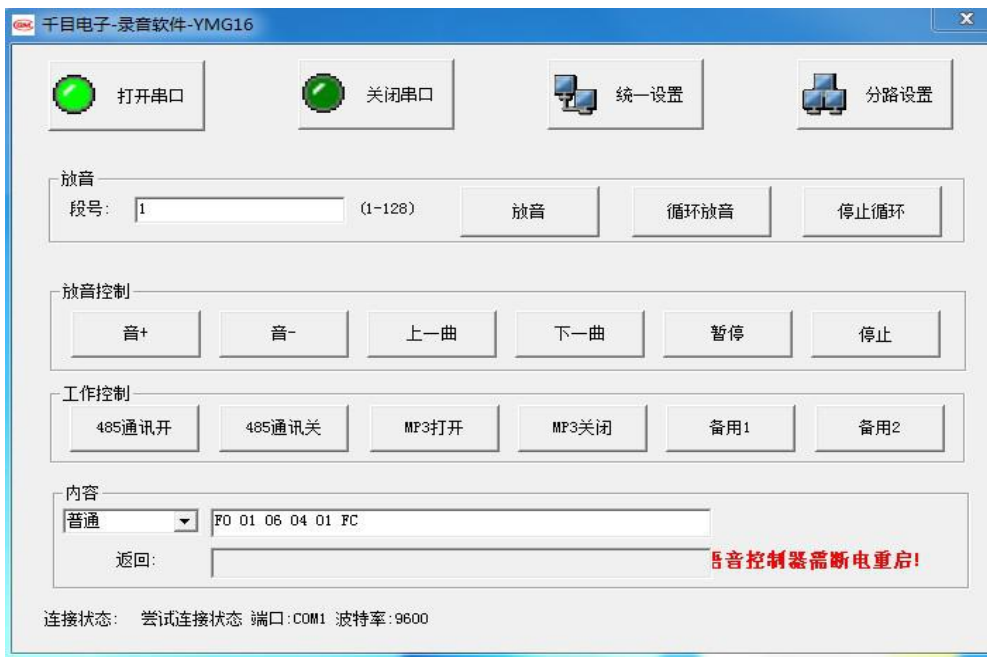 千目电子-录音软件-YMG16
打开串口 关闭串口 统一设置 分路设置
放音
段号: 1 (1-128) 放音 循环放音 停止循环
放音控制
音+ 音- 上一曲 下一曲 暂停 停止
工作控制
485通讯开 485通讯关 MP3打开 MP3关闭 备用1 备用2
内容
普通 F0 01 06 04 01 FC
返回: 音控制器需断电重启!
连接状态: 尝试连接状态 端口:COM1 波特率:9600